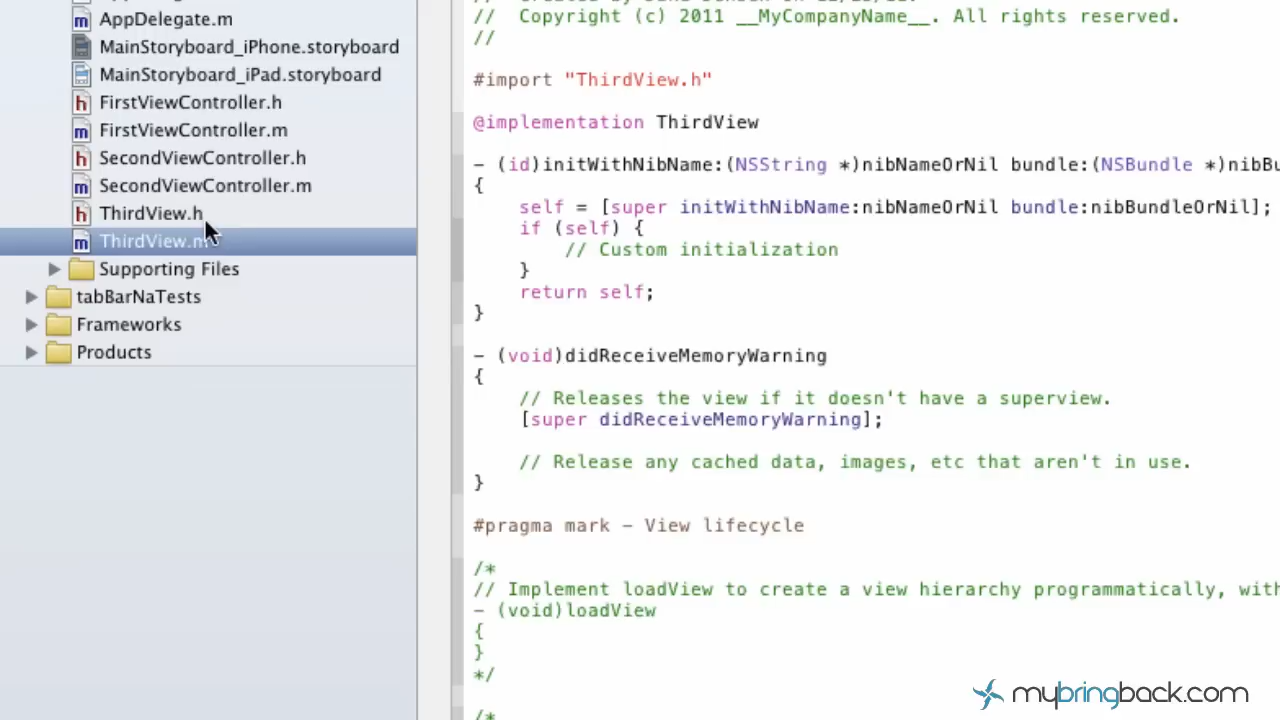 AppDelegate.m
MainStoryboard_iPhone.storyboard
MainStoryboard_iPad.storyboard
FirstViewController.h
FirstViewController.m
SecondViewController.h
SecondViewController.m
ThirdView.h
ThirdView.m
Supporting Files
tabBarNaTests
Frameworks
Products
//  Copyright (c) 2011 __MyCompanyName__. All rights reserved.
//
#import "ThirdView.h"
@implementation ThirdView
- (id)initWithNibName:(NSString *)nibNameOrNil bundle:(NSBundle *)nibBu
{
    self = [super initWithNibName:nibNameOrNil bundle:nibBundleOrNil];
    if (self) {
        // Custom initialization
    }
    return self;
}
- (void)didReceiveMemoryWarning
{
    // Releases the view if it doesn't have a superview.
    [super didReceiveMemoryWarning];
    // Release any cached data, images, etc that aren't in use.
}
#pragma mark - View lifecycle
/*
// Implement loadView to create a view hierarchy programmatically, with
- (void)loadView
{
}
*/
/*
mybringback.com